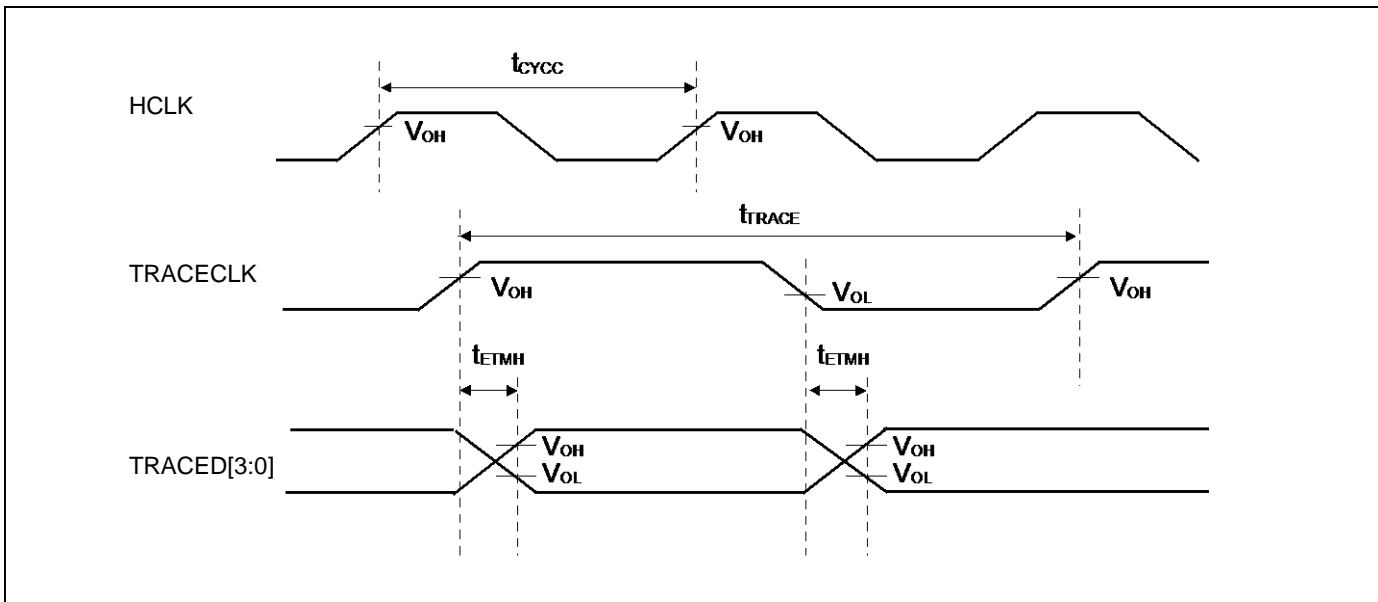 tCYCC
HCLK
VOH VOH
tTRACE
TRACECLK
VOH VOL VOH
tETMH tETMH
TRACED[3:0]
VOH VOH
VOL VOL